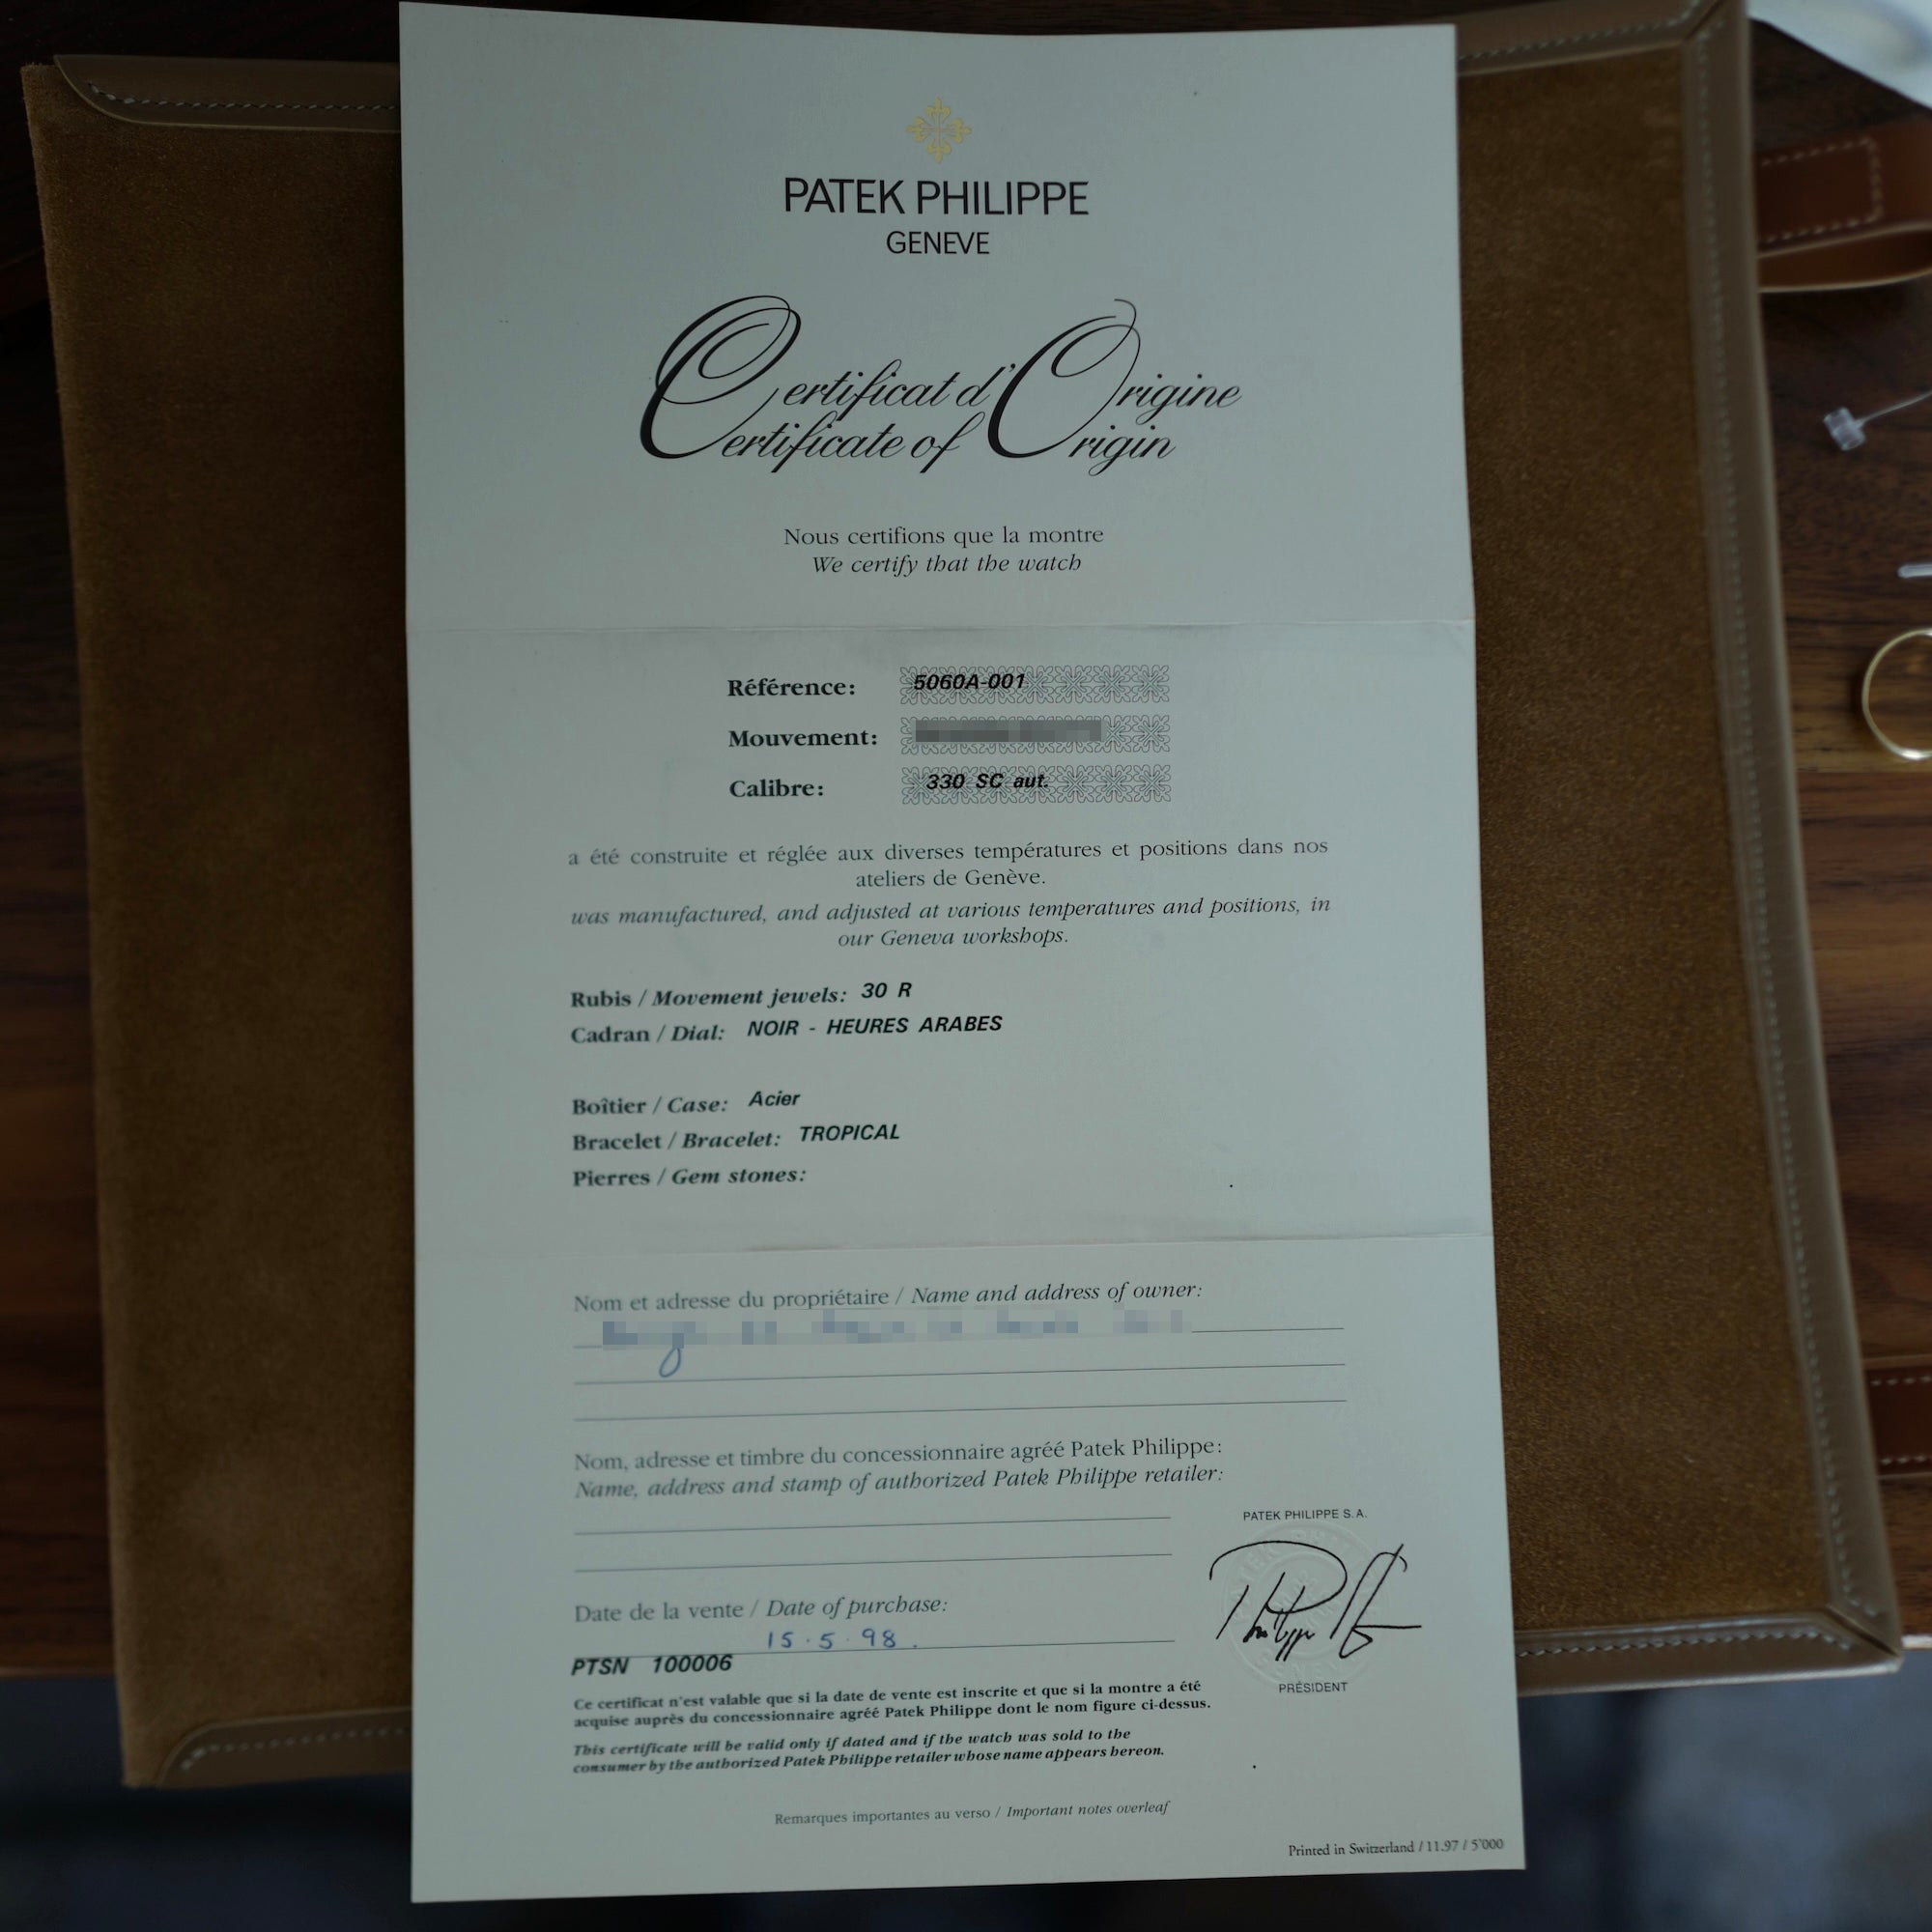 PATEK PHILIPPE
GENEVE
Certificat d'Origine
Certificate of Origin
Nous certifions que la montre
We certify that the watch
Référence: 5060A-001
Mouvement:
Calibre: 330 SC aut.
a été construite et réglée aux diverses températures et positions dans nos
ateliers de Genève.
was manufactured, and adjusted at various temperatures and positions, in
our Geneva workshops.
Rubis / Movement jewels: 30 R
Cadran / Dial: NOIR - HEURES ARABES
Boîtier / Case: Acier
Bracelet / Bracelet: TROPICAL
Pierres / Gem stones:
Nom et adresse du propriétaire / Name and address of owner:
Nom, adresse et timbre du concessionnaire agréé Patek Philippe:
Name, address and stamp of authorized Patek Philippe retailer:
PATEK PHILIPPE S.A.
Date de la vente / Date of purchase:
15.5.98.
PTSN 100006
PRÉSIDENT
Ce certificat n'est valable que si la date de vente est inscrite et que si la montre a été
acquise auprès du concessionnaire agréé Patek Philippe dont le nom figure ci-dessus.
This certificate will be valid only if dated and if the watch was sold to the
consumer by the authorized Patek Philippe retailer whose name appears hereon.
Remarques importantes au verso / Important notes overleaf
Printed in Switzerland / 11.97 / 5'000